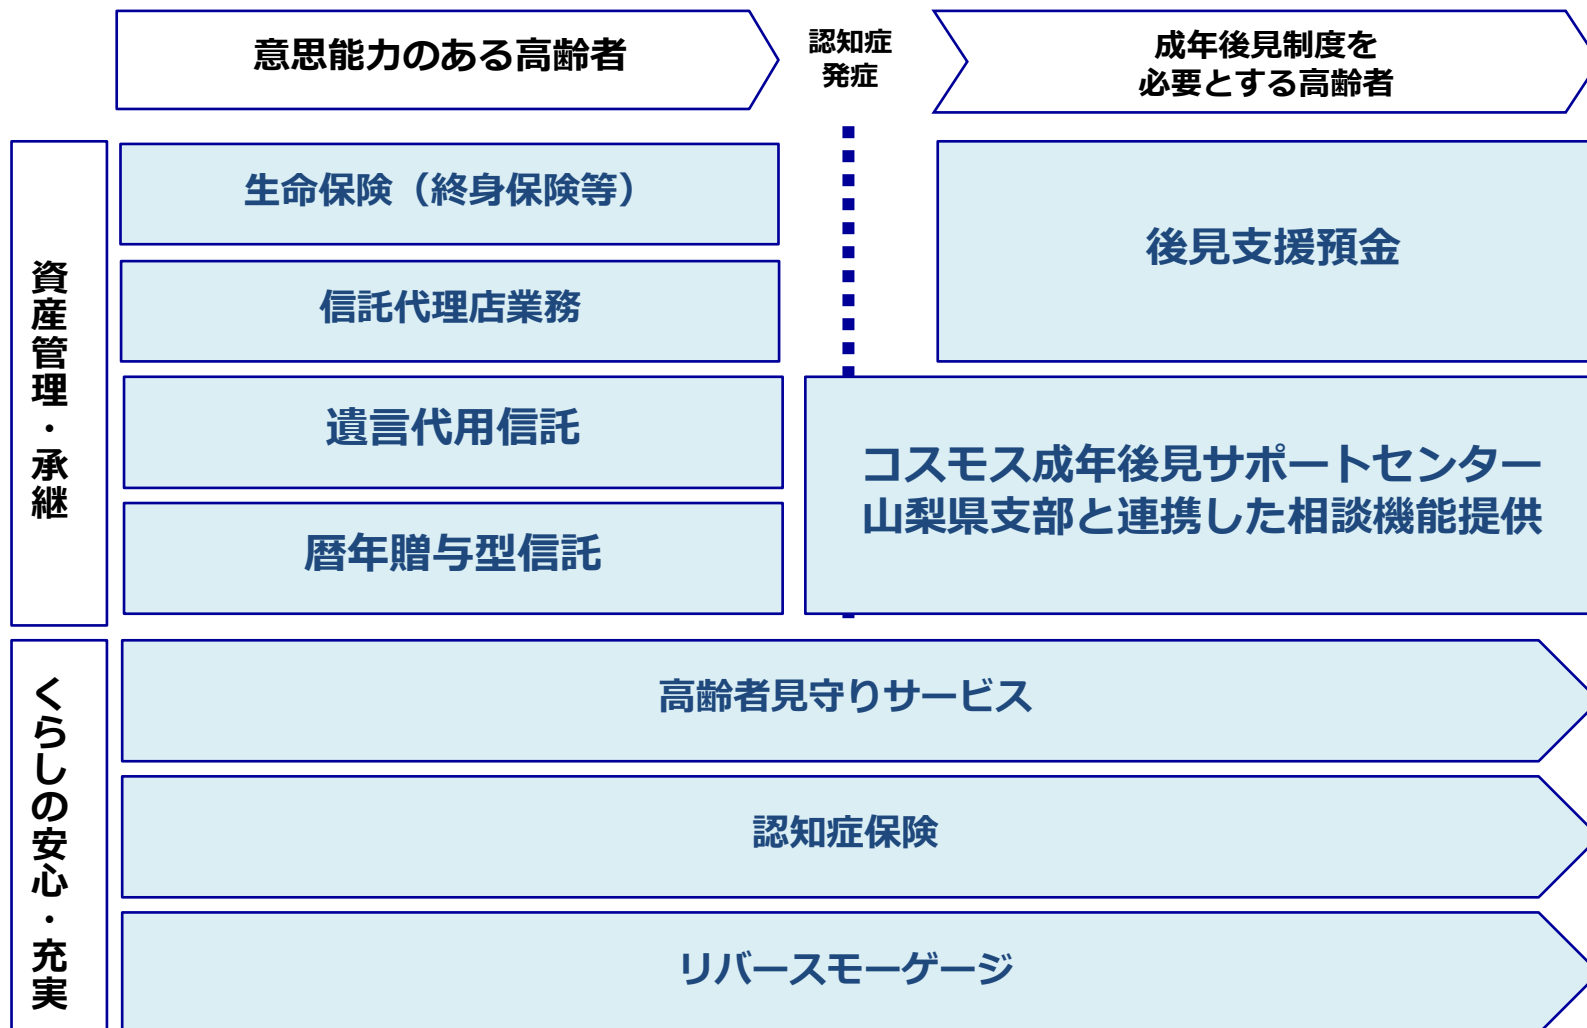 意思能力のある高齢者
認知症
発症
成年後見制度を
必要とする高齢者
資産管理・承継
生命保険（終身保険等）
信託代理店業務
遺言代用信託
暦年贈与型信託
後見支援預金
コスモス成年後見サポートセンター
山梨県支部と連携した相談機能提供
くらしの安心・充実
高齢者見守りサービス
認知症保険
リバースモーゲージ